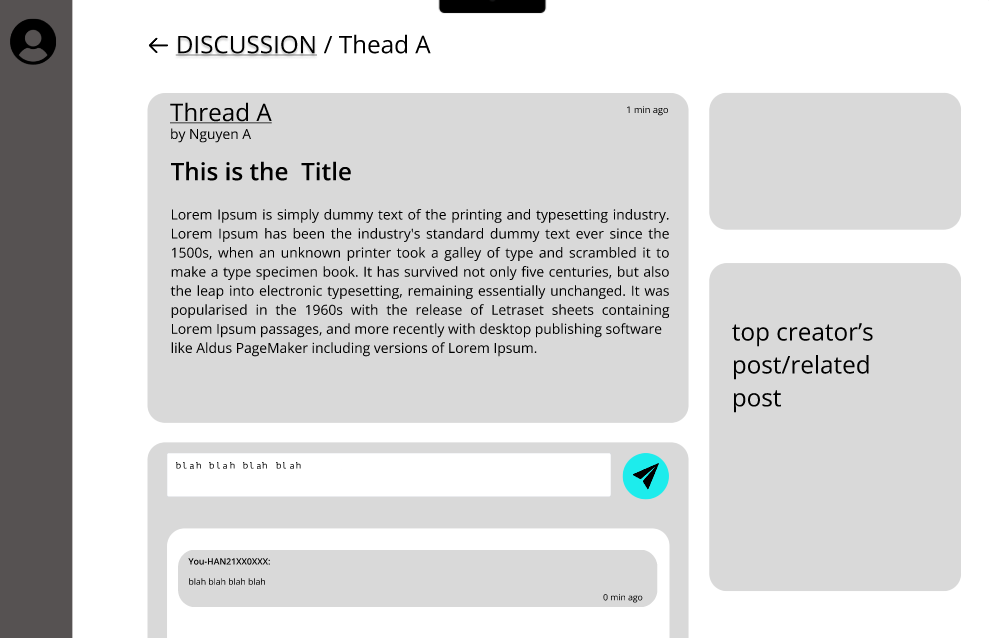 ← DISCUSSION / Thead A
Thread A
1 min ago
by Nguyen A
This is the  Title
Lorem Ipsum is simply dummy text of the printing and typesetting industry.
Lorem Ipsum has been the industry's standard dummy text ever since the
1500s, when an unknown printer took a galley of type and scrambled it to
make a type specimen book. It has survived not only five centuries, but also
the leap into electronic typesetting, remaining essentially unchanged. It was
popularised in the 1960s with the release of Letraset sheets containing
Lorem Ipsum passages, and more recently with desktop publishing software
like Aldus PageMaker including versions of Lorem Ipsum.
blah blah blah blah
You-HAN21XX0XXX:
blah blah blah blah
0 min ago
top creator’s
post/related
post